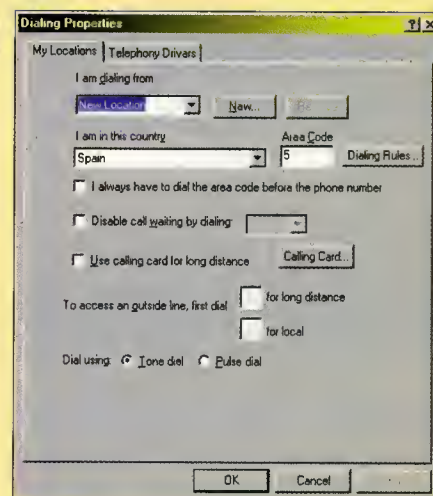 Dialing Properties
My Locations Telephony Drivers
I am dialing from
New Location New...
I am in this country Area Code
Spain 5 Dialing Rules...
I always have to dial the area code before the phone number
Disable call waiting by dialing:
Use calling card for long distance Calling Card...
To access an outside line, first dial for long distance
for local
Dial using: Tone dial Pulse dial
OK Cancel